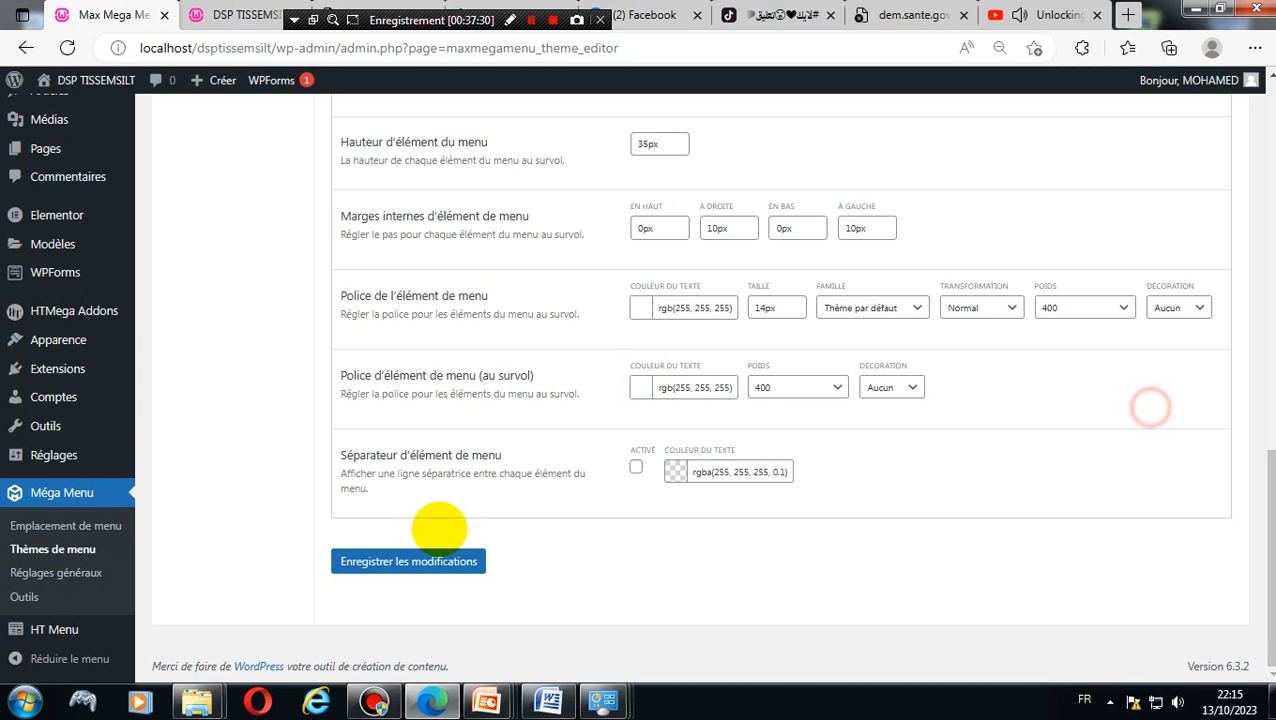 Max Mega Me
DSP TISSEMSILT
Enregistrement [00:37:30]
(2) Facebook
dem.sante.gov
Unlocking
localhost/dsptissemsilt/wp-admin/admin.php?page=maxmegamenu_theme_editor
DSP TISSEMSILT
0
Créer
WPForms 1
Bonjour, MOHAMED
Médias
Pages
Commentaires
Elementor
Modèles
WPForms
HTMega Addons
Apparence
Extensions
Comptes
Outils
Réglages
Méga Menu
Emplacement de menu
Thèmes de menu
Réglages généraux
Outils
HT Menu
Réduire le menu
Hauteur d'élément du menu
La hauteur de chaque élément du menu au survol.
35px
Marges internes d'élément de menu
Régler le pas pour chaque élément du menu au survol.
EN HAUT À DROITE EN BAS À GAUCHE
0px 10px 0px 10px
Police de l'élément de menu
Régler la police pour les éléments du menu au survol.
COULEUR DU TEXTE TAILLE FAMILLE TRANSFORMATION POIDS DÉCORATION
rgb(255, 255, 255) 14px Thème par défaut Normal 400 Aucun
Police d'élément de menu (au survol)
Régler la police pour les éléments du menu au survol.
COULEUR DU TEXTE POIDS DÉCORATION
rgb(255, 255, 255) 400 Aucun
Séparateur d'élément de menu
Afficher une ligne séparatrice entre chaque élément du
menu.
ACTIVÉ COULEUR DU TEXTE
rgba(255, 255, 255, 0.1)
Enregistrer les modifications
Merci de faire de WordPress votre outil de création de contenu.
Version 6.3.2
FR
22:15
13/10/2023